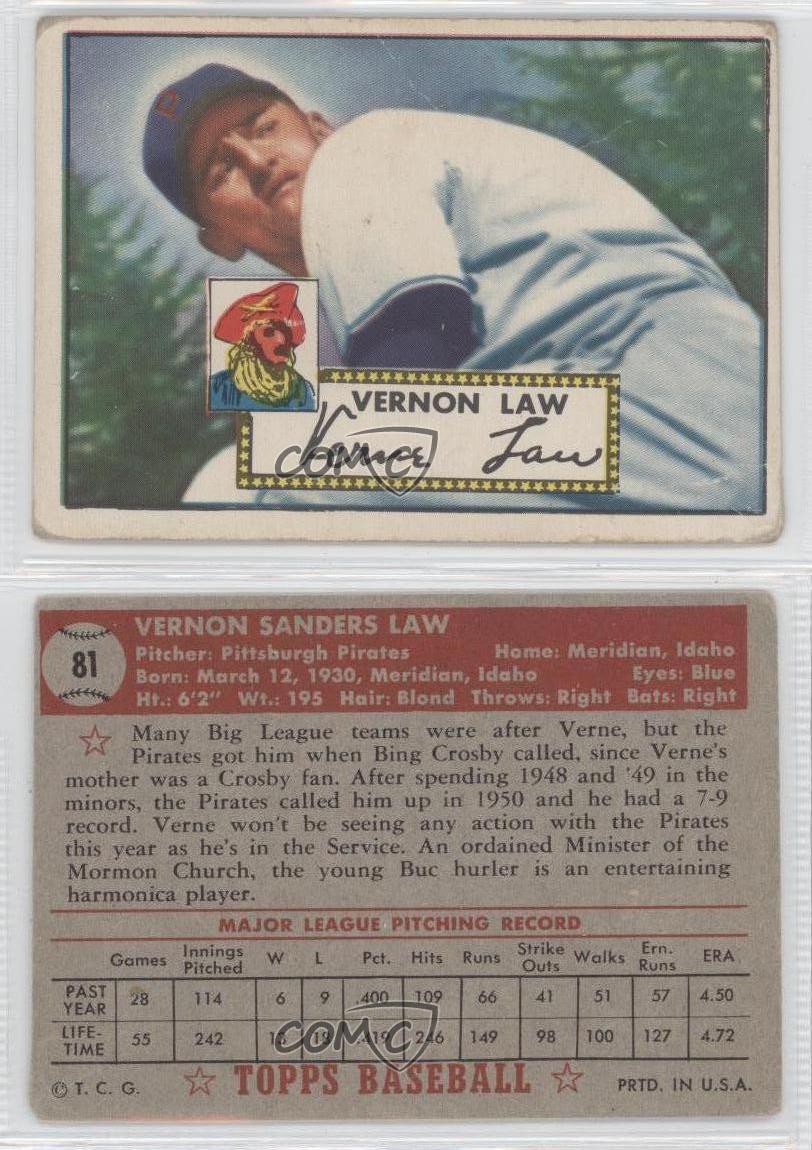 P
VERNON LAW
Verne Law
COMC
81
VERNON SANDERS LAW
Pitcher: Pittsburgh Pirates Home: Meridian, Idaho
Born: March 12, 1930, Meridian, Idaho Eyes: Blue
Ht.: 6'2" Wt.: 195 Hair: Blond Throws: Right Bats: Right
Many Big League teams were after Verne, but the
Pirates got him when Bing Crosby called, since Verne's
mother was a Crosby fan. After spending 1948 and '49 in the
minors, the Pirates called him up in 1950 and he had a 7-9
record. Verne won't be seeing any action with the Pirates
this year as he's in the Service. An ordained Minister of the
Mormon Church, the young Buc hurler is an entertaining
harmonica player.
MAJOR LEAGUE PITCHING RECORD
Games Innings Pitched W L Pct. Hits Runs Strike Outs Walks Ern. Runs ERA
PAST YEAR 28 114 6 9 .400 109 66 41 51 57 4.50
LIFE-TIME 55 242 13 18 .419 246 149 98 100 127 4.72
COMC
© T. C. G. TOPPS BASEBALL PRTD. IN U.S.A.